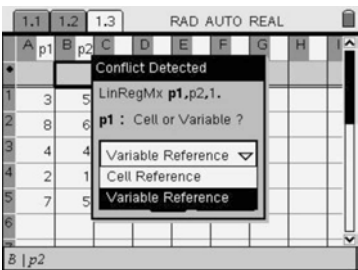 1.1 1.2 1.3 RAD AUTO REAL
A p1 B p2 C D E F G H I
Conflict Detected
LinRegMx p1,p2,1.
p1 : Cell or Variable ?
Variable Reference
Cell Reference
Variable Reference
1 3 5
2 8 6
3 4 4
4 2 1
5 7 5
6
B | p2